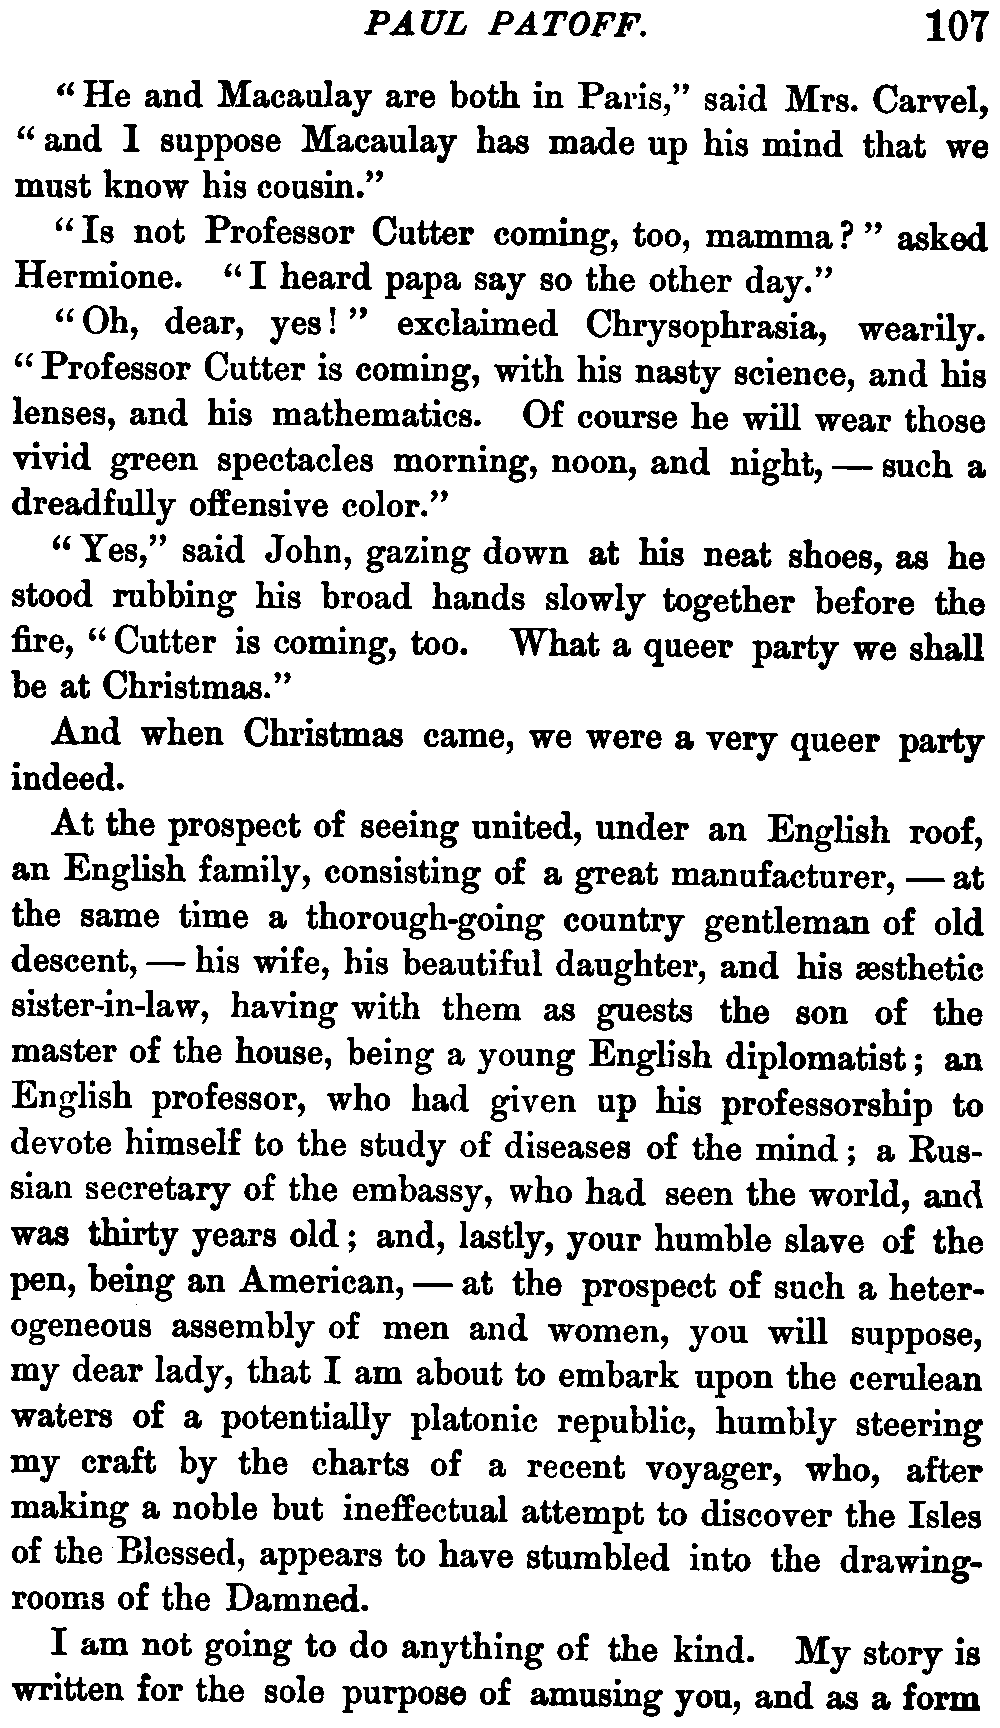 PAUL PATOFF. 107
"He and Macaulay are both in Paris," said Mrs. Carvel,
"and I suppose Macaulay has made up his mind that we
must know his cousin."
"Is not Professor Cutter coming, too, mamma?" asked
Hermione. "I heard papa say so the other day."
"Oh, dear, yes!" exclaimed Chrysophrasia, wearily.
"Professor Cutter is coming, with his nasty science, and his
lenses, and his mathematics. Of course he will wear those
vivid green spectacles morning, noon, and night, — such a
dreadfully offensive color."
"Yes," said John, gazing down at his neat shoes, as he
stood rubbing his broad hands slowly together before the
fire, "Cutter is coming, too. What a queer party we shall
be at Christmas."
And when Christmas came, we were a very queer party
indeed.
At the prospect of seeing united, under an English roof,
an English family, consisting of a great manufacturer, — at
the same time a thorough-going country gentleman of old
descent, — his wife, his beautiful daughter, and his æsthetic
sister-in-law, having with them as guests the son of the
master of the house, being a young English diplomatist; an
English professor, who had given up his professorship to
devote himself to the study of diseases of the mind; a Rus-
sian secretary of the embassy, who had seen the world, and
was thirty years old; and, lastly, your humble slave of the
pen, being an American, — at the prospect of such a heter-
ogeneous assembly of men and women, you will suppose,
my dear lady, that I am about to embark upon the cerulean
waters of a potentially platonic republic, humbly steering
my craft by the charts of a recent voyager, who, after
making a noble but ineffectual attempt to discover the Isles
of the Blessed, appears to have stumbled into the drawing-
rooms of the Damned.
I am not going to do anything of the kind. My story is
written for the sole purpose of amusing you, and as a form